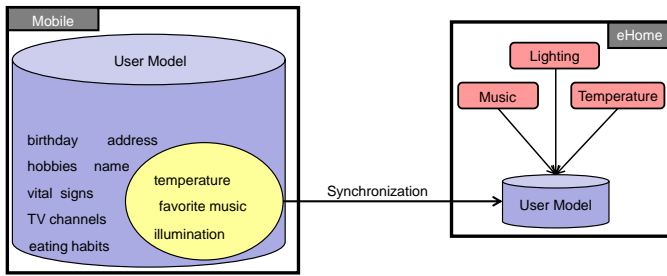 Mobile
User Model
birthday address
hobbies name
vital signs
TV channels
eating habits
temperature
favorite music
illumination
Synchronization
eHome
Lighting
Music
Temperature
User Model